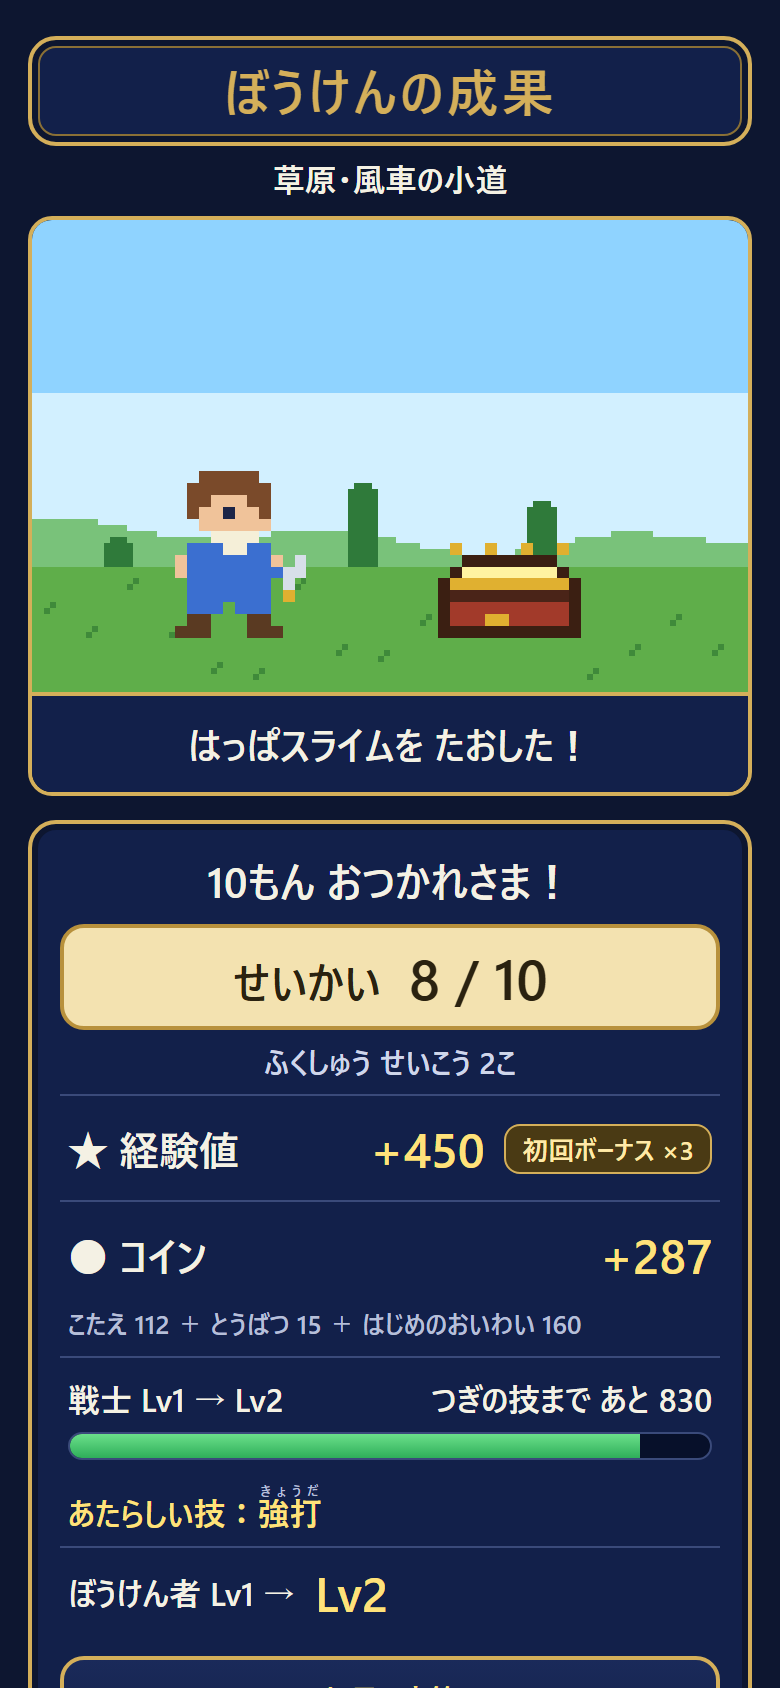 ぼうけんの成果
草原・風車の小道
はっぱスライムを たおした！
10もん おつかれさま！
せいかい 8 / 10
ふくしゅう せいこう 2こ
★ 経験値 +450 初回ボーナス ×3
● コイン +287
こたえ 112 ＋ とうばつ 15 ＋ はじめのおいわい 160
戦士 Lv1 → Lv2 つぎの技まで あと 830
きょうだ
あたらしい技：強打
ぼうけん者 Lv1 → Lv2